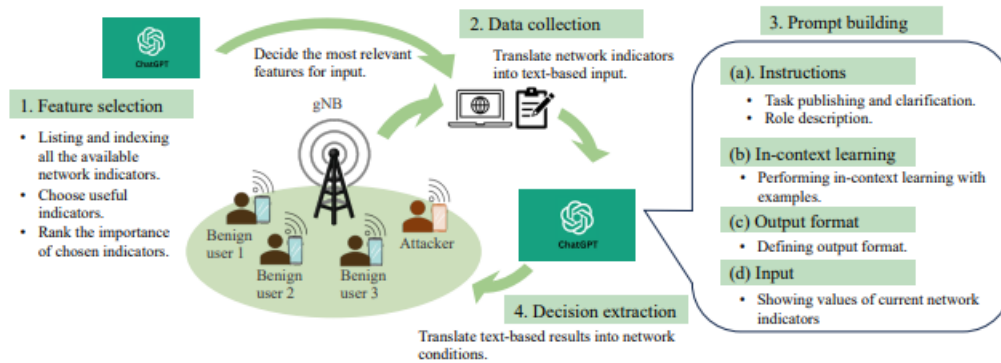 ChatGPT
Decide the most relevant
features for input.
1. Feature selection
• Listing and indexing
all the available
network indicators.
• Choose useful
indicators.
• Rank the importance
of chosen indicators.
gNB
Benign
user 1
Benign
user 2
Benign
user 3
Attacker
2. Data collection
Translate network indicators
into text-based input.
ChatGPT
3. Prompt building
(a). Instructions
• Task publishing and clarification.
• Role description.
(b) In-context learning
• Performing in-context learning with
examples.
(c) Output format
• Defining output format.
(d) Input
• Showing values of current network
indicators
4. Decision extraction
Translate text-based results into network
conditions.